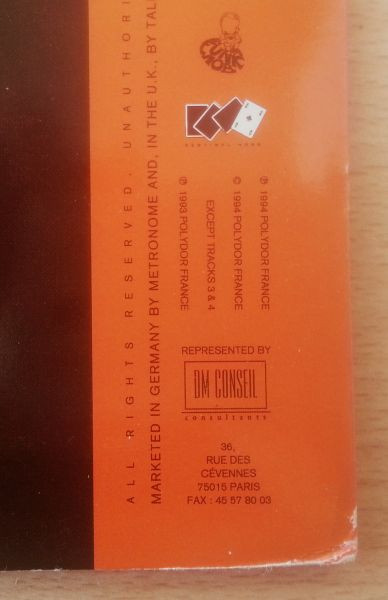 ALL RIGHTS RESERVED. UNAUTHORI
MARKETED IN GERMANY BY METRONOME AND, IN THE U.K., BY TAL
FUNK
MOB
℗ 1994 POLYDOR FRANCE
© 1994 POLYDOR FRANCE
EXCEPT TRACKS 3 & 4
℗ 1993 POLYDOR FRANCE
REPRESENTED BY
DM CONSEIL
consultants
36,
RUE DES
CÉVENNES
75015 PARIS
FAX : 45 57 80 03